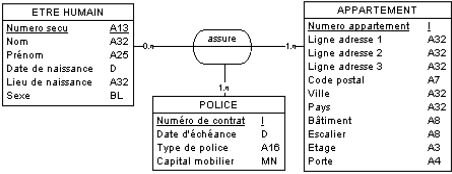 ETRE HUMAIN
Numero secu A13
Nom A32
Prénom A25
Date de naissance D
Lieu de naissance A32
Sexe BL
0.n
assure
1.n
1.n
APPARTEMENT
Numero appartement I
Ligne adresse 1 A32
Ligne adresse 2 A32
Ligne adresse 3 A32
Code postal A7
Ville A32
Pays A32
Bâtiment A8
Escalier A8
Etage A3
Porte A4
POLICE
Numéro de contrat I
Date d'échéance D
Type de police A16
Capital mobilier MN